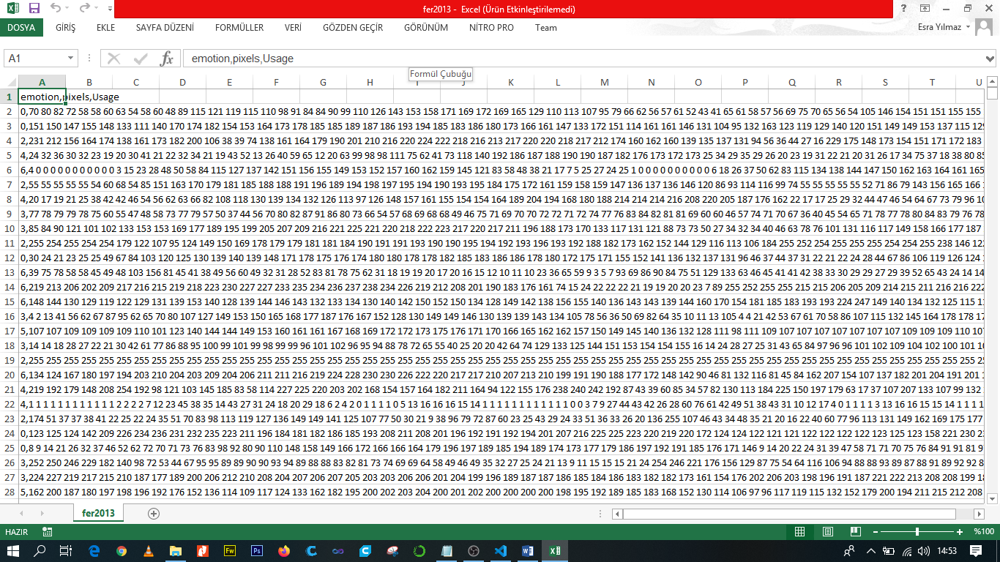 fer2013 - Excel (Ürün Etkinleştirilemedi)
DOSYA GİRİŞ EKLE SAYFA DÜZENİ FORMÜLLER VERİ GÖZDEN GEÇİR GÖRÜNÜM NİTRO PRO Team Esra Yılmaz
A1 fx emotion,pixels,Usage
Formül Çubuğu
A B C D E F G H I J K L M N O P Q R S T U
1 emotion,pixels,Usage
2 0,70 80 82 72 58 58 60 63 54 58 60 48 89 115 121 119 115 110 98 91 84 84 90 99 110 126 143 153 158 171 169 172 169 165 129 110 113 107 95 79 66 62 56 57 61 52 43 41 65 61 58 57 56 69 75 70 65 56 54 105 146 154 151 151 155 155
3 0,151 150 147 155 148 133 111 140 170 174 182 154 153 164 173 178 185 185 189 187 186 193 194 185 183 186 180 173 166 161 147 133 172 151 114 161 161 146 131 104 95 132 163 123 119 129 140 120 151 149 149 153 137 115 129
4 2,231 212 156 164 174 138 161 173 182 200 106 38 39 74 138 161 164 179 190 201 210 216 220 224 222 218 216 213 217 220 220 218 217 212 174 160 162 160 139 135 137 131 94 56 36 44 27 16 229 175 148 173 154 151 171 172 183
5 4,24 32 36 30 32 23 19 20 30 41 21 22 32 34 21 19 43 52 13 26 40 59 65 12 20 63 99 98 98 111 75 62 41 73 118 140 192 186 187 188 190 190 187 182 176 173 172 173 25 34 29 35 29 26 20 23 19 31 22 21 20 31 26 17 34 75 37 18 38 80 85
6 6,4 0 0 0 0 0 0 0 0 0 0 0 3 15 23 28 48 50 58 84 115 127 137 142 151 156 155 149 153 152 157 160 162 159 145 121 83 58 48 38 21 17 7 5 25 27 24 25 1 0 0 0 0 0 0 0 0 0 0 6 18 26 37 50 62 83 115 134 138 144 147 150 162 163 164 161 165
7 2,55 55 55 55 55 54 60 68 54 85 151 163 170 179 181 185 188 188 191 196 189 194 198 197 195 194 190 193 195 184 175 172 161 159 158 159 147 136 137 136 146 120 86 93 114 116 99 74 55 55 55 55 55 52 71 86 79 143 156 165 166
8 4,20 17 19 21 25 38 42 42 46 54 56 62 63 66 82 108 118 130 139 134 132 126 113 97 126 148 157 161 155 154 154 164 189 204 194 168 180 188 214 214 214 216 208 220 205 187 176 162 22 17 17 25 29 32 44 47 46 54 64 67 73 79 96 10
9 3,77 78 79 79 78 75 60 55 47 48 58 73 77 79 57 50 37 44 56 70 80 82 87 91 86 80 73 66 54 57 68 69 68 68 49 46 75 71 69 70 70 72 72 71 72 74 77 76 83 84 82 81 81 69 60 60 46 57 74 71 70 67 36 40 45 54 65 71 78 77 78 80 84 83 79 76 78
10 3,85 84 90 121 101 102 133 153 153 169 177 189 195 199 205 207 209 216 221 225 221 220 218 222 223 217 220 217 211 196 188 173 170 133 117 131 121 88 73 73 50 27 34 32 34 40 46 63 78 76 101 131 116 117 149 158 166 177 187
11 2,255 254 255 254 254 179 122 107 95 124 149 150 169 178 179 179 181 181 184 190 191 191 193 190 190 195 194 192 193 196 193 192 188 182 173 162 152 144 129 116 113 106 184 255 252 254 254 255 255 255 254 254 255 238 146 12
12 0,30 24 21 23 25 25 49 67 84 103 120 125 130 139 140 139 148 171 178 175 176 174 180 180 178 178 182 185 183 186 186 178 180 172 175 171 155 152 141 136 132 137 131 96 46 37 44 37 31 22 21 22 24 28 44 67 86 106 119 126 124
13 6,39 75 78 58 58 45 49 48 103 156 81 45 41 38 49 56 60 49 32 31 28 52 83 81 78 75 62 31 18 19 19 20 17 20 16 15 12 10 11 10 23 36 65 59 9 3 5 7 93 69 86 90 84 75 51 129 133 63 46 45 41 41 42 38 33 30 29 29 27 29 39 52 65 43 24 14 14
14 6,219 213 206 202 209 217 216 215 219 218 223 230 227 227 233 235 234 236 237 238 234 226 219 212 208 201 190 183 176 161 74 15 24 22 22 22 21 19 19 20 20 23 7 89 255 252 255 255 215 215 206 205 209 214 215 211 216 216 222
15 6,148 144 130 129 119 122 129 131 139 153 140 128 139 144 146 143 132 133 134 130 140 142 150 152 150 134 128 149 142 138 156 155 140 136 143 143 139 144 160 170 154 181 185 183 193 193 224 247 149 140 134 132 125 115 11
16 3,4 2 13 41 56 62 67 87 95 62 65 70 80 107 127 149 153 150 165 168 177 187 176 167 152 128 130 149 149 146 130 139 139 143 134 105 78 56 36 50 69 82 64 35 10 11 13 105 4 4 21 42 53 67 61 70 58 86 107 115 132 145 164 178 178 17
17 5,107 107 109 109 109 109 110 101 123 140 144 144 149 153 160 161 161 167 168 169 172 172 173 175 176 171 170 166 165 162 162 157 150 149 145 140 136 132 128 111 98 111 109 107 107 107 107 107 107 107 107 109 109 109 110 107
18 3,14 14 18 28 27 22 21 30 42 61 77 86 88 95 100 99 101 99 98 99 99 96 101 102 96 95 94 88 78 72 65 55 40 25 20 20 42 64 74 129 133 125 144 151 153 154 154 155 16 14 24 28 27 25 31 43 65 84 97 96 96 101 102 109 104 102 100 101 10
19 2,255 255 255 255 255 255 255 255 255 255 255 255 255 255 255 255 255 255 255 255 255 255 255 255 255 255 255 255 255 255 255 255 255 255 255 255 255 255 255 255 255 255 255 255 255 255 255 255 255 255 255 255 255 255 25
20 6,134 124 167 180 197 194 203 210 204 203 209 204 206 211 211 216 219 224 228 230 230 226 222 220 217 217 210 207 213 210 199 191 190 188 177 172 148 142 90 46 81 132 116 81 45 84 162 207 154 107 137 182 201 204 191 201
21 4,219 192 179 148 208 254 192 98 121 103 145 185 83 58 114 227 225 220 203 202 168 154 157 164 182 211 164 94 122 155 176 238 240 242 192 87 43 39 60 85 34 57 82 130 113 184 225 220 203 197 179 179 63 17 37 107 207 133 107 99 132
22 4,1 1 1 1 1 1 1 1 1 1 1 1 2 2 2 2 7 12 23 45 38 35 14 43 27 31 24 18 20 29 18 6 2 4 2 0 1 1 1 1 0 5 13 16 16 16 15 14 1 1 1 1 1 1 1 1 1 1 1 1 0 0 3 7 9 27 44 43 42 26 28 60 76 61 42 49 51 38 43 31 10 12 17 4 0 1 1 1 1 3 13 16 16 15 15 14 1 1 1 1
23 2,174 51 37 37 38 41 22 25 22 24 35 51 70 83 98 113 119 127 136 149 149 141 125 107 77 50 30 21 9 38 96 79 72 87 60 23 25 43 29 24 33 51 36 33 26 20 136 255 107 46 43 34 48 35 21 20 16 22 40 60 77 96 113 131 149 162 169 175 177
24 0,123 125 124 142 209 226 234 236 231 232 235 223 211 196 184 181 182 186 185 193 208 211 208 201 196 192 191 192 194 201 207 216 225 225 223 220 219 220 172 124 124 122 121 121 122 122 122 122 122 123 125 123 158 221 230 23
25 0,8 9 14 21 26 32 37 46 52 62 72 70 71 73 76 83 98 92 80 90 110 148 158 149 166 172 166 166 164 179 196 197 189 185 194 189 174 173 177 179 186 197 192 191 185 176 171 146 9 14 20 22 24 31 39 47 58 71 71 70 75 76 84 91 91 81 9
26 3,252 250 246 229 182 140 98 72 53 44 67 95 95 89 89 90 90 93 94 89 88 88 83 82 81 73 74 69 69 64 58 49 46 49 35 32 27 25 24 21 13 9 11 15 15 15 21 24 254 246 221 176 156 129 87 75 54 64 116 106 94 88 88 93 89 87 88 91 89 92 92 8
27 3,224 227 219 217 215 210 187 177 189 200 206 212 210 208 204 207 206 207 205 203 206 206 206 201 204 199 196 189 187 187 186 185 184 186 183 182 182 173 161 154 176 202 206 203 198 196 191 187 221 222 213 208 208 199 18
28 5,162 200 187 180 197 198 196 192 176 152 136 114 109 117 124 133 162 182 195 200 202 203 204 200 201 202 200 200 200 201 198 195 192 189 185 183 168 152 130 114 106 97 96 117 119 115 132 152 179 200 194 211 215 212 208
fer2013
HAZIR %100
14:53